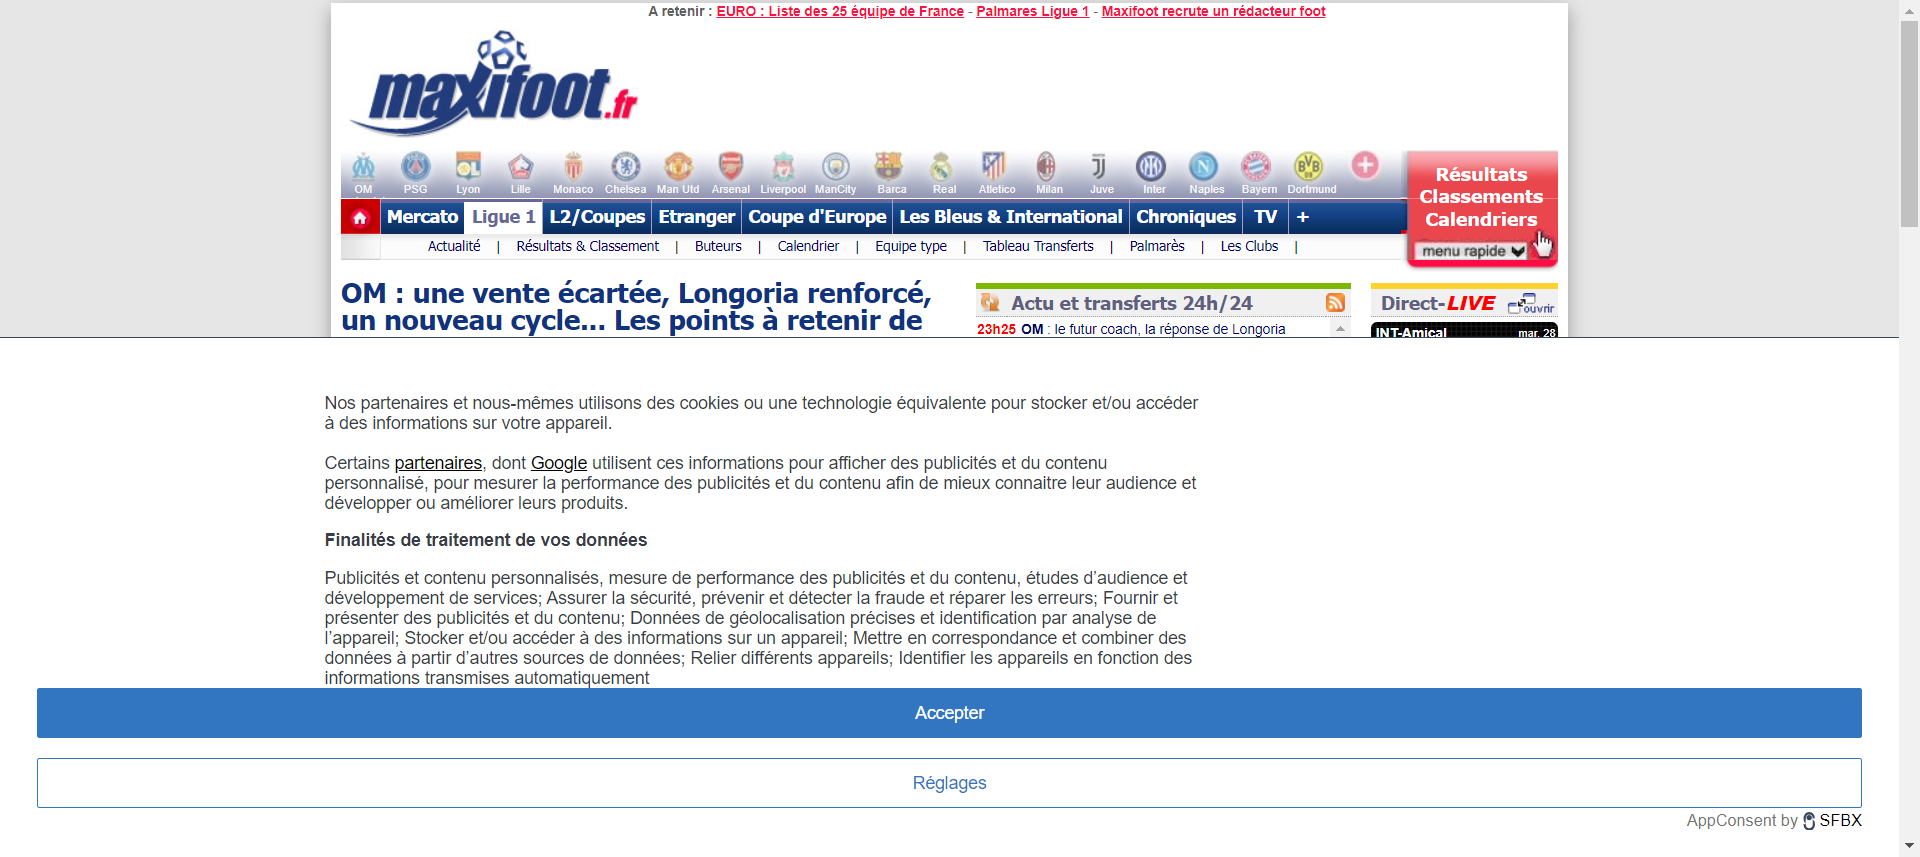 A retenir : EURO : Liste des 25 équipe de France - Palmares Ligue 1 - Maxifoot recrute un rédacteur foot
maxifoot.fr
OM PSG Lyon Lille Monaco Chelsea Man Utd Arsenal Liverpool ManCity Barca Real Atletico Milan Juve Inter Naples Bayern Dortmund
Résultats
Classements
Calendriers
menu rapide
Mercato Ligue 1 L2/Coupes Etranger Coupe d'Europe Les Bleus & International Chroniques TV +
Actualité | Résultats & Classement | Buteurs | Calendrier | Equipe type | Tableau Transferts | Palmarès | Les Clubs |
OM : une vente écartée, Longoria renforcé,
un nouveau cycle... Les points à retenir de
Actu et transferts 24h/24
23h25 OM : le futur coach, la réponse de Longoria
Direct-LIVE ouvrir
INT-Amical mar. 28
Nos partenaires et nous-mêmes utilisons des cookies ou une technologie équivalente pour stocker et/ou accéder
à des informations sur votre appareil.
Certains partenaires, dont Google utilisent ces informations pour afficher des publicités et du contenu
personnalisé, pour mesurer la performance des publicités et du contenu afin de mieux connaitre leur audience et
développer ou améliorer leurs produits.
Finalités de traitement de vos données
Publicités et contenu personnalisés, mesure de performance des publicités et du contenu, études d’audience et
développement de services; Assurer la sécurité, prévenir et détecter la fraude et réparer les erreurs; Fournir et
présenter des publicités et du contenu; Données de géolocalisation précises et identification par analyse de
l’appareil; Stocker et/ou accéder à des informations sur un appareil; Mettre en correspondance et combiner des
données à partir d’autres sources de données; Relier différents appareils; Identifier les appareils en fonction des
informations transmises automatiquement
Accepter
Réglages
AppConsent by SFBX